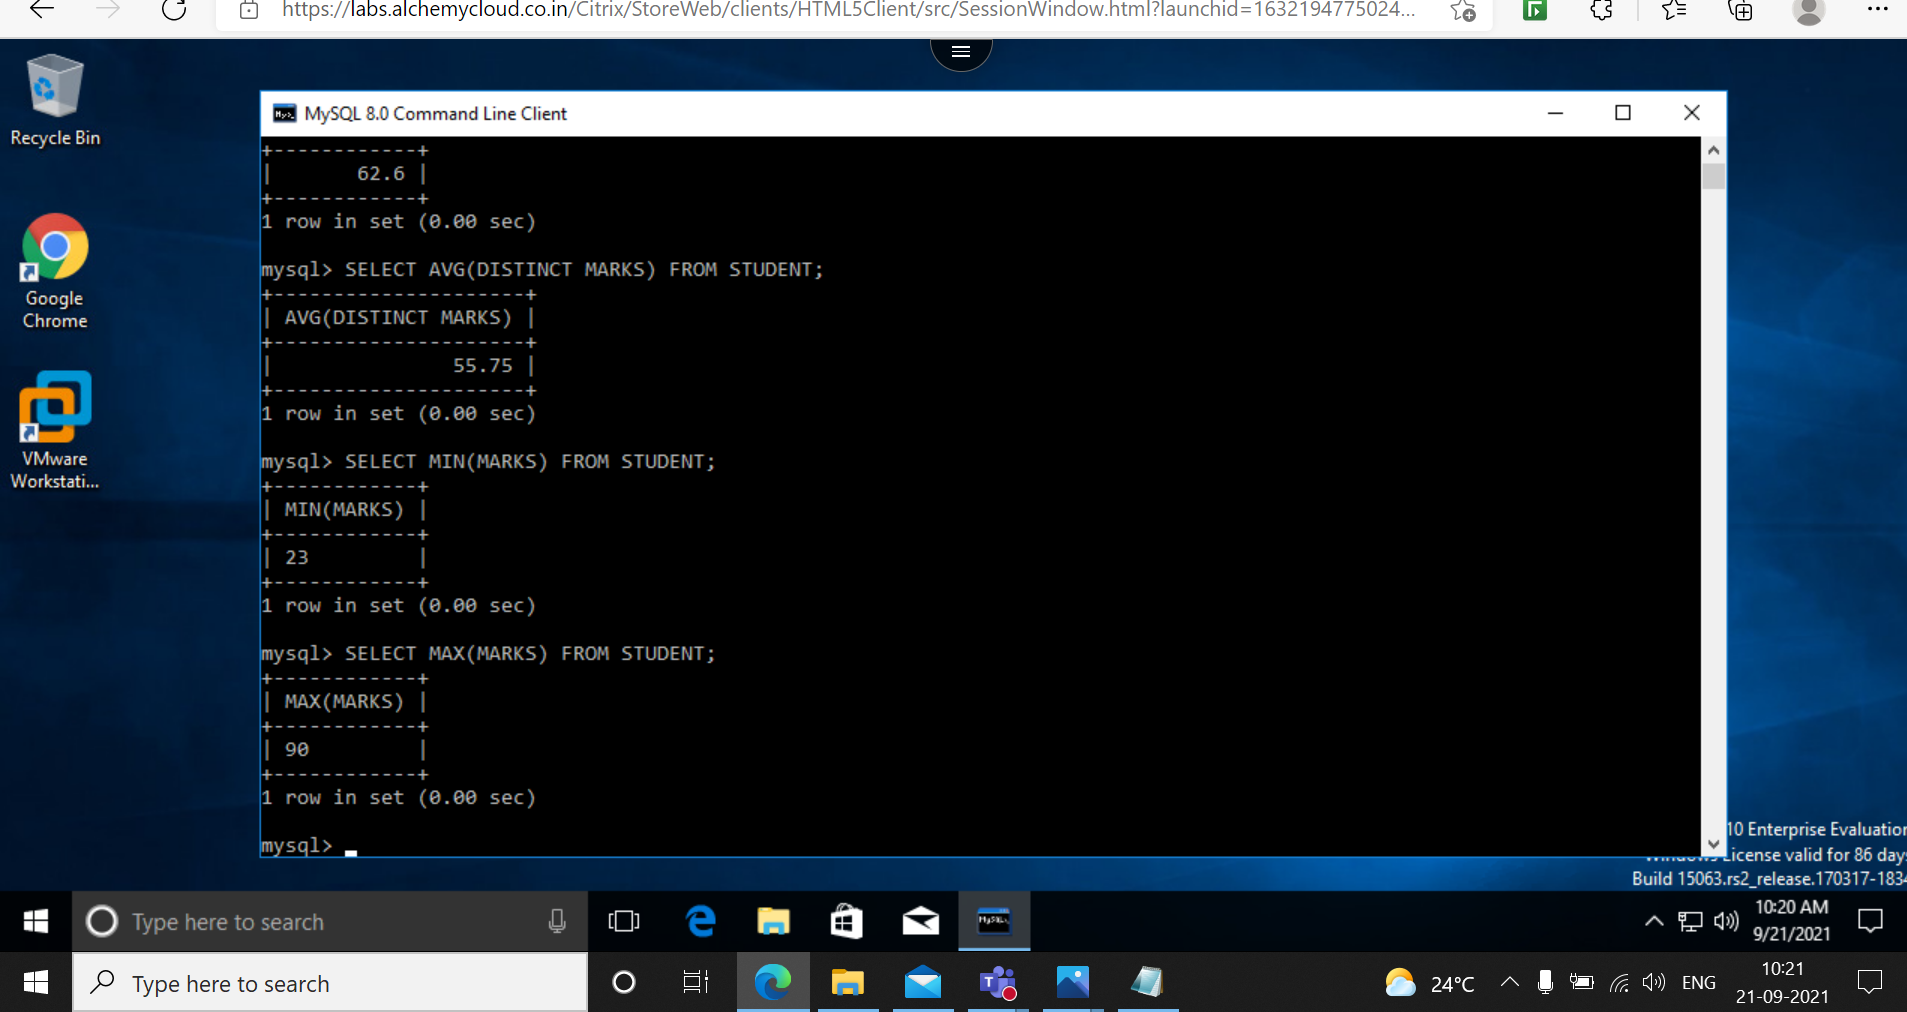 https://labs.alchemycloud.co.in/Citrix/StoreWeb/clients/HTML5Client/src/SessionWindow.html?launchid=1632194775024...
Recycle Bin
Google
Chrome
VMware
Workstati...
MySQL 8.0 Command Line Client
+------------+
|       62.6 |
+------------+
1 row in set (0.00 sec)
mysql> SELECT AVG(DISTINCT MARKS) FROM STUDENT;
+---------------------+
| AVG(DISTINCT MARKS) |
+---------------------+
|               55.75 |
+---------------------+
1 row in set (0.00 sec)
mysql> SELECT MIN(MARKS) FROM STUDENT;
+------------+
| MIN(MARKS) |
+------------+
| 23         |
+------------+
1 row in set (0.00 sec)
mysql> SELECT MAX(MARKS) FROM STUDENT;
+------------+
| MAX(MARKS) |
+------------+
| 90         |
+------------+
1 row in set (0.00 sec)
mysql> _
10 Enterprise Evaluation
License valid for 86 days
Build 15063.rs2_release.170317-1834
Type here to search
10:20 AM
9/21/2021
Type here to search
24°C
ENG
10:21
21-09-2021